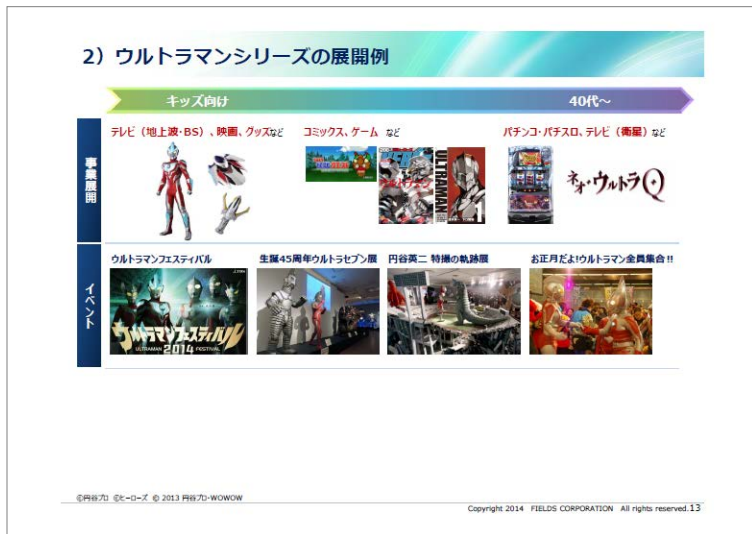 2）ウルトラマンシリーズの展開例
キッズ向け
40代～
事業展開
テレビ（地上波・BS）、映画、グッズなど
コミックス、ゲーム など
パチンコ・パチスロ、テレビ（衛星）など
ULTRAMAN
1
ネオ・ウルトラQ
イベント
ウルトラマンフェスティバル
生誕45周年ウルトラセブン展
円谷英二 特撮の軌跡展
お正月だよ!ウルトラマン全員集合!!
ウルトラマンフェスティバル
ULTRAMAN 2014 FESTIVAL
©円谷プロ ©ヒーローズ © 2013 円谷プロ・WOWOW
Copyright 2014 FIELDS CORPORATION All rights reserved.13